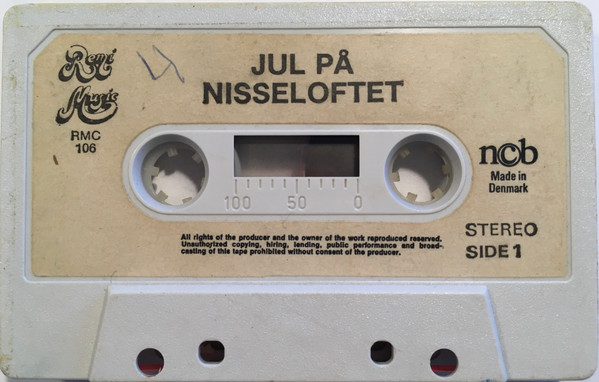 Remi
Music
RMC
106
JUL PÅ
NISSELOFTET
ncb
Made in
Denmark
100 50 0
All rights of the producer and the owner of the work reproduced reserved.
Unauthorized copying, hiring, lending, public performance and broad-
casting of this tape prohibited without consent of the producer.
STEREO
SIDE 1